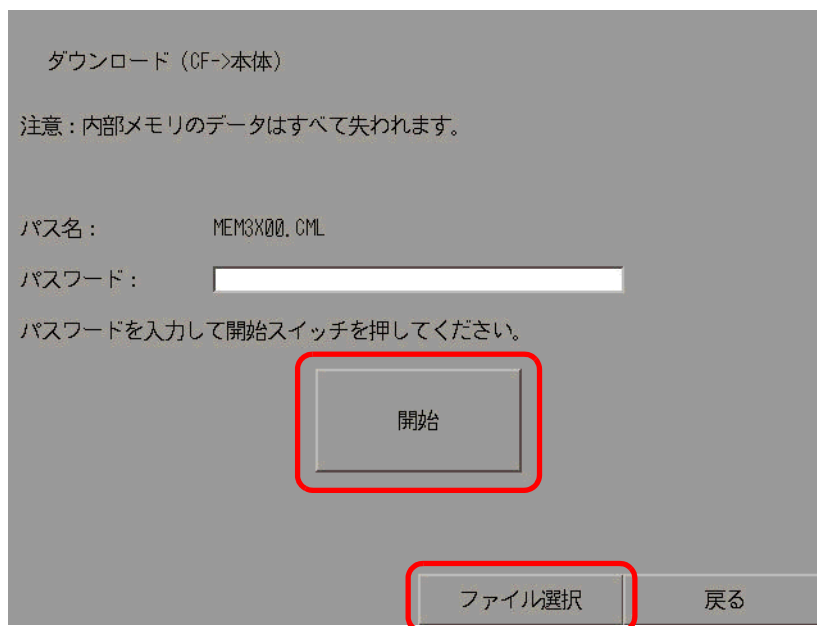 ダウンロード（CF->本体）
注意：内部メモリのデータはすべて失われます。
パス名： MEM3X00.CML
パスワード：
パスワードを入力して開始スイッチを押してください。
開始
ファイル選択 戻る